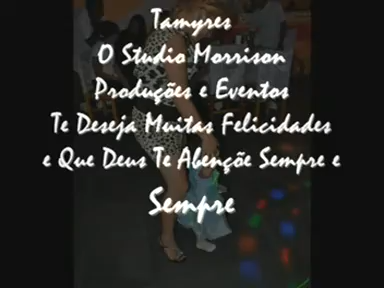 Tamyres
O Studio Morrison
Produções e Eventos
Te Deseja Muitas Felicidades
e Que Deus Te Abençõe Sempre e
Sempre